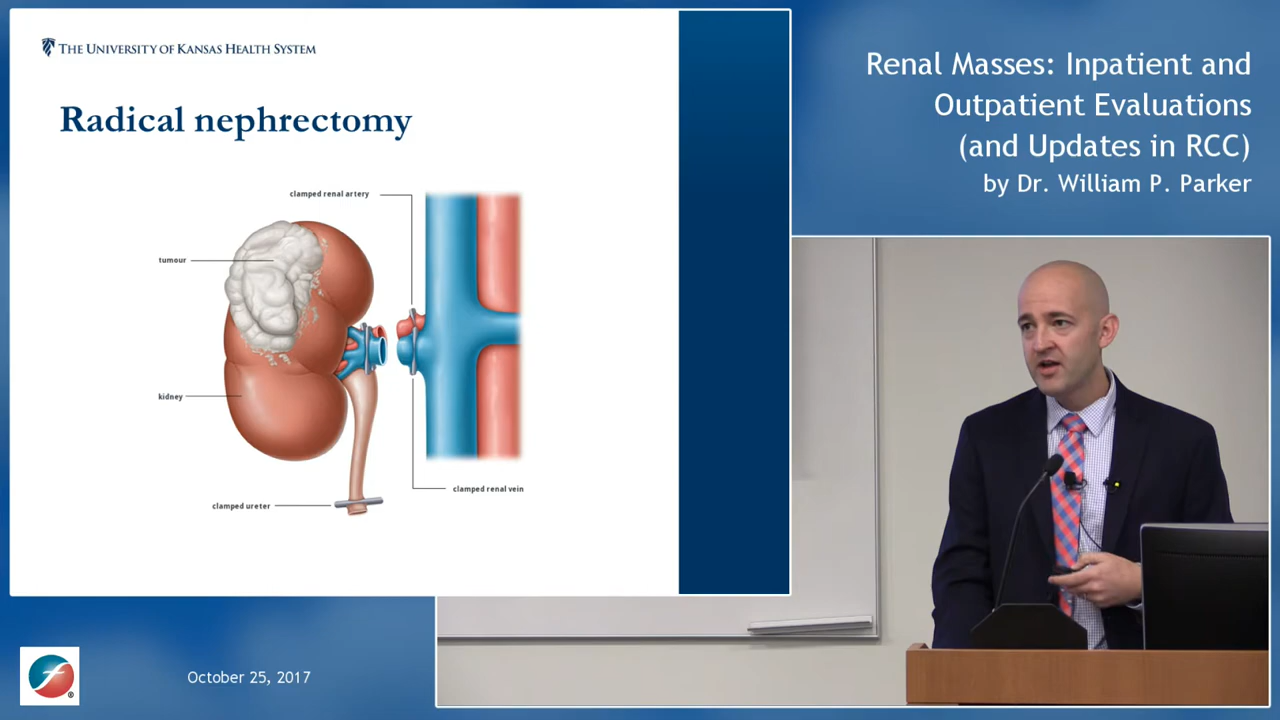 THE UNIVERSITY OF KANSAS HEALTH SYSTEM
Radical nephrectomy
clamped renal artery
tumour
kidney
clamped renal vein
clamped ureter
Renal Masses: Inpatient and
Outpatient Evaluations
(and Updates in RCC)
by Dr. William P. Parker
October 25, 2017
f
®